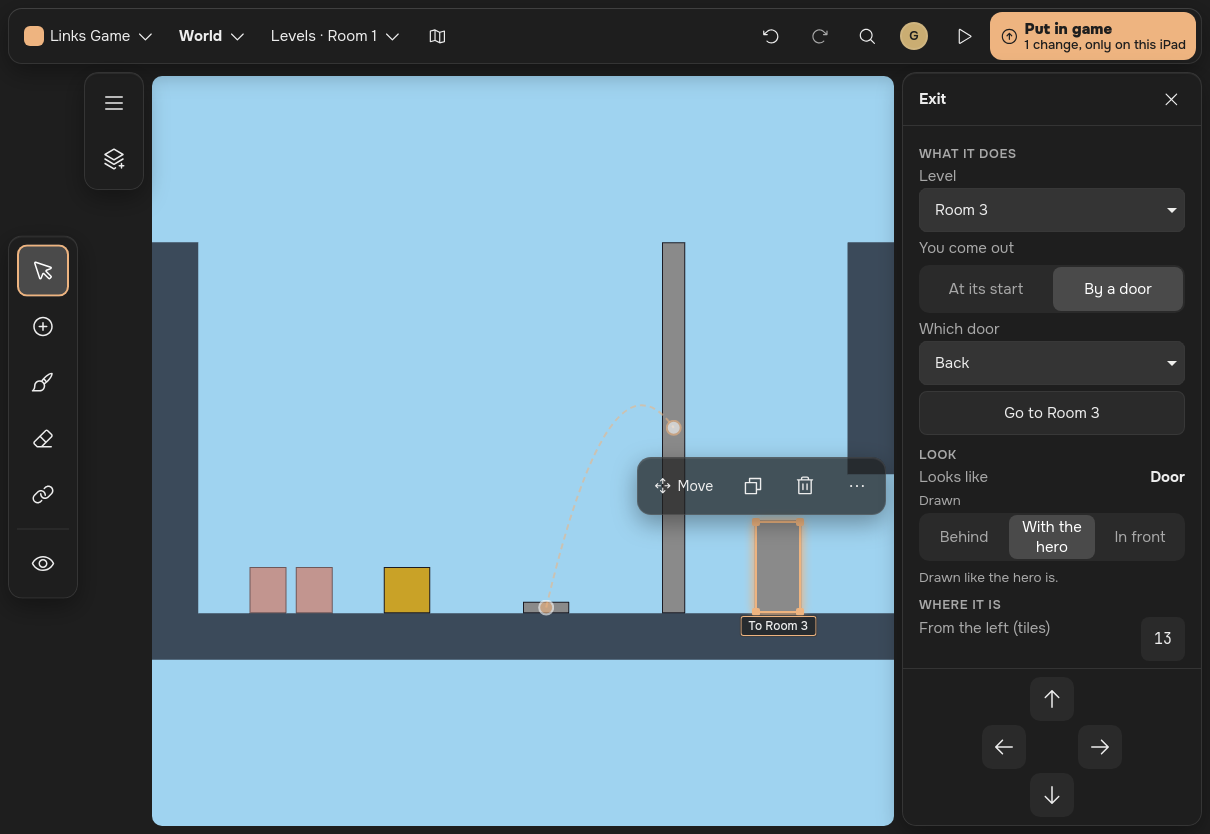 Links Game
World
Levels · Room 1
G
Put in game
1 change, only on this iPad
Exit
WHAT IT DOES
Level
Room 3
You come out
At its start
By a door
Which door
Back
Go to Room 3
LOOK
Looks like
Door
Drawn
Behind
With the
hero
In front
Drawn like the hero is.
WHERE IT IS
From the left (tiles)
13
Move
To Room 3